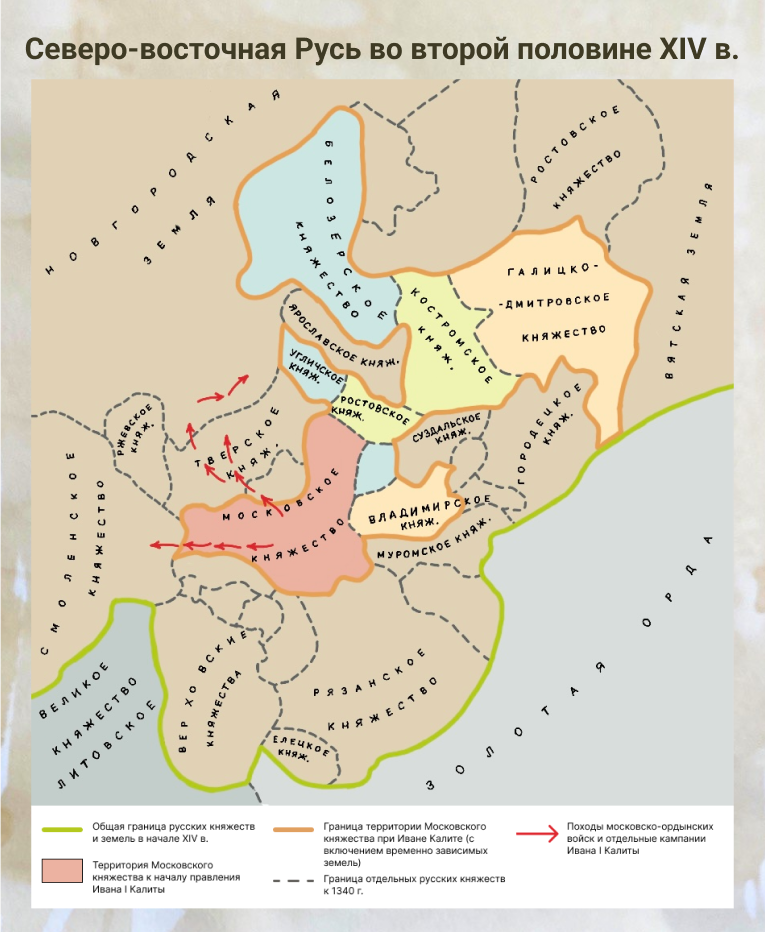 Северо-восточная Русь во второй половине XIV в.
НОВГОРОДСКАЯ
ЗЕМЛЯ
БЕЛОЗЕРСКОЕ
КНЯЖЕСТВО
РОСТОВСКОЕ
КНЯЖЕСТВО
ВЯТСКАЯ ЗЕМЛЯ
ГАЛИЦКО-
-ДМИТРОВСКОЕ
КНЯЖЕСТВО
КОСТРОМСКОЕ
КНЯЖ.
ЯРОСЛАВСКОЕ КНЯЖ.
УГЛИЧСКОЕ
КНЯЖ.
РОСТОВСКОЕ
КНЯЖ.
СУЗДАЛЬСКОЕ
КНЯЖ.
ГОРОДЕЦКОЕ
КНЯЖ.
РЖЕВСКОЕ
КНЯЖ.
ТВЕРСКОЕ
КНЯЖ.
МОСКОВСКОЕ
КНЯЖЕСТВО
ВЛАДИМИРСКОЕ
КНЯЖ.
МУРОМСКОЕ КНЯЖ.
СМОЛЕНСКОЕ
КНЯЖЕСТВО
ВЕЛИКОЕ
КНЯЖЕСТВО
ЛИТОВСКОЕ
ВЕРХОВСКИЕ
КНЯЖЕСТВА
РЯЗАНСКОЕ
КНЯЖЕСТВО
ЕЛЕЦКОЕ
КНЯЖ.
ЗОЛОТАЯ ОРДА
Общая граница русских княжеств
и земель в начале XIV в.
Территория Московского
княжества к началу правления
Ивана I Калиты
Граница территории Московского
княжества при Иване Калите (с
включением временно зависимых
земель)
Граница отдельных русских княжеств
к 1340 г.
Походы московско-ордынских
войск и отдельные кампании
Ивана I Калиты